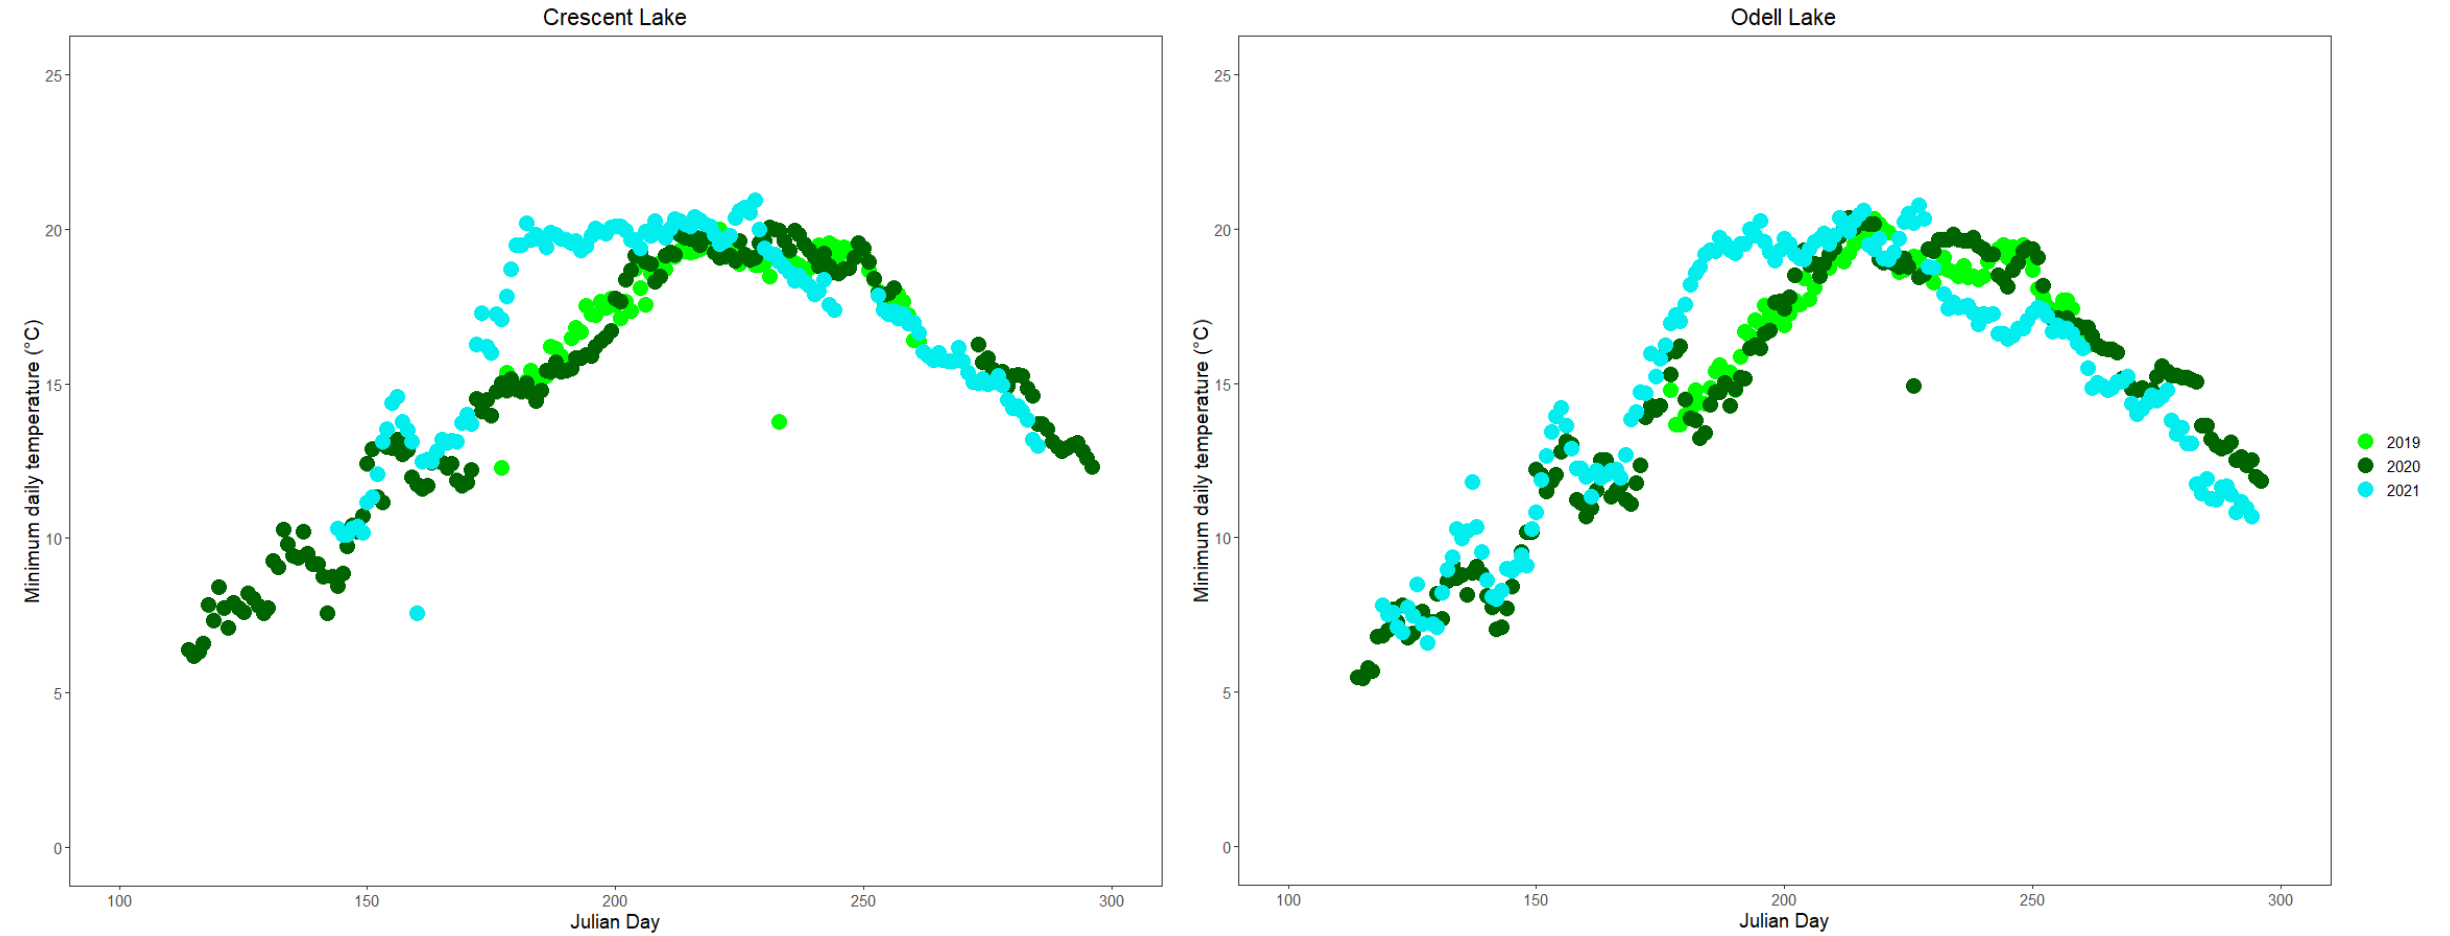 Crescent Lake
Minimum daily temperature (°C)
25
20
15
10
5
0
100 150 200 250 300
Julian Day
Odell Lake
Minimum daily temperature (°C)
25
20
15
10
5
0
100 150 200 250 300
Julian Day
2019
2020
2021